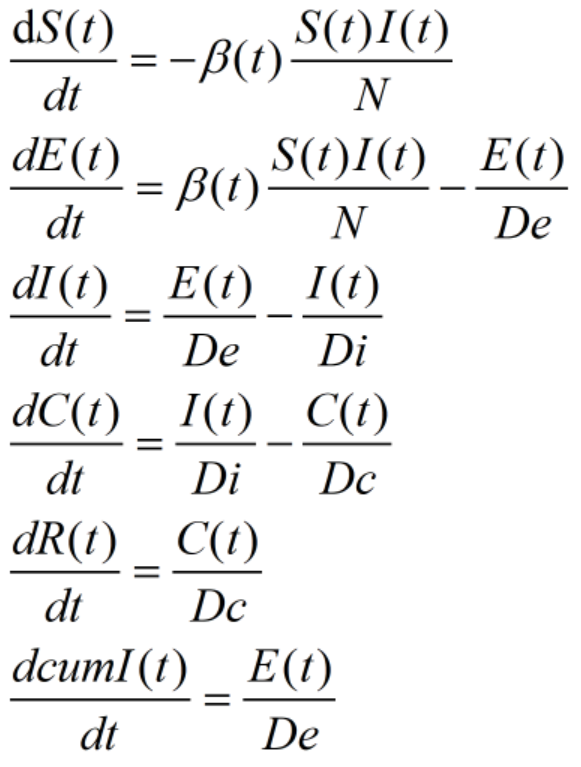 dS(t)/dt = −β(t) S(t)I(t)/N
dE(t)/dt = β(t) S(t)I(t)/N − E(t)/De
dI(t)/dt = E(t)/De − I(t)/Di
dC(t)/dt = I(t)/Di − C(t)/Dc
dR(t)/dt = C(t)/Dc
dcumI(t)/dt = E(t)/De